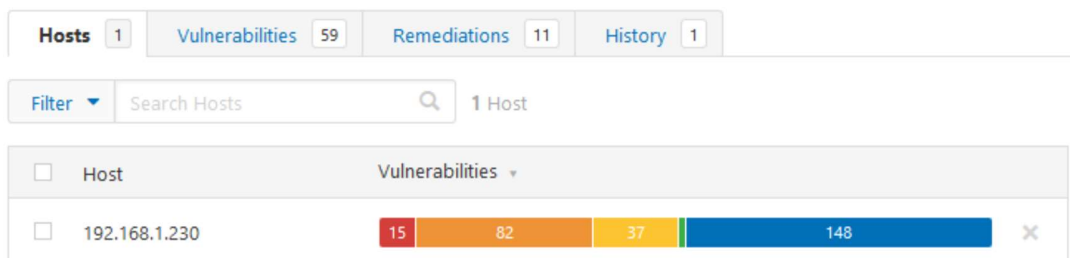 Hosts 1 Vulnerabilities 59 Remediations 11 History 1
Filter Search Hosts 1 Host
Host Vulnerabilities
192.168.1.230 15 82 37 148